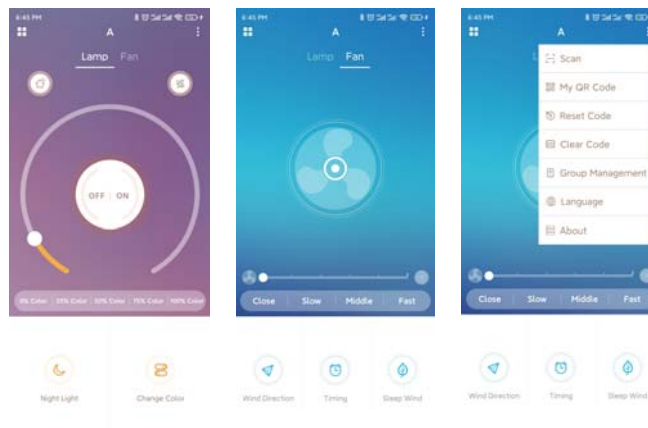 6:45 PM
A
Lamp Fan
OFF | ON
0% Color | 25% Color | 50% Color | 75% Color | 100% Color
Night Light
Change Color
6:45 PM
A
Lamp Fan
Close | Slow | Middle | Fast
Wind Direction
Timing
Sleep Wind
6:45 PM
A
Scan
My QR Code
Reset Code
Clear Code
Group Management
Language
About
Close | Slow | Middle | Fast
Wind Direction
Timing
Sleep Wind